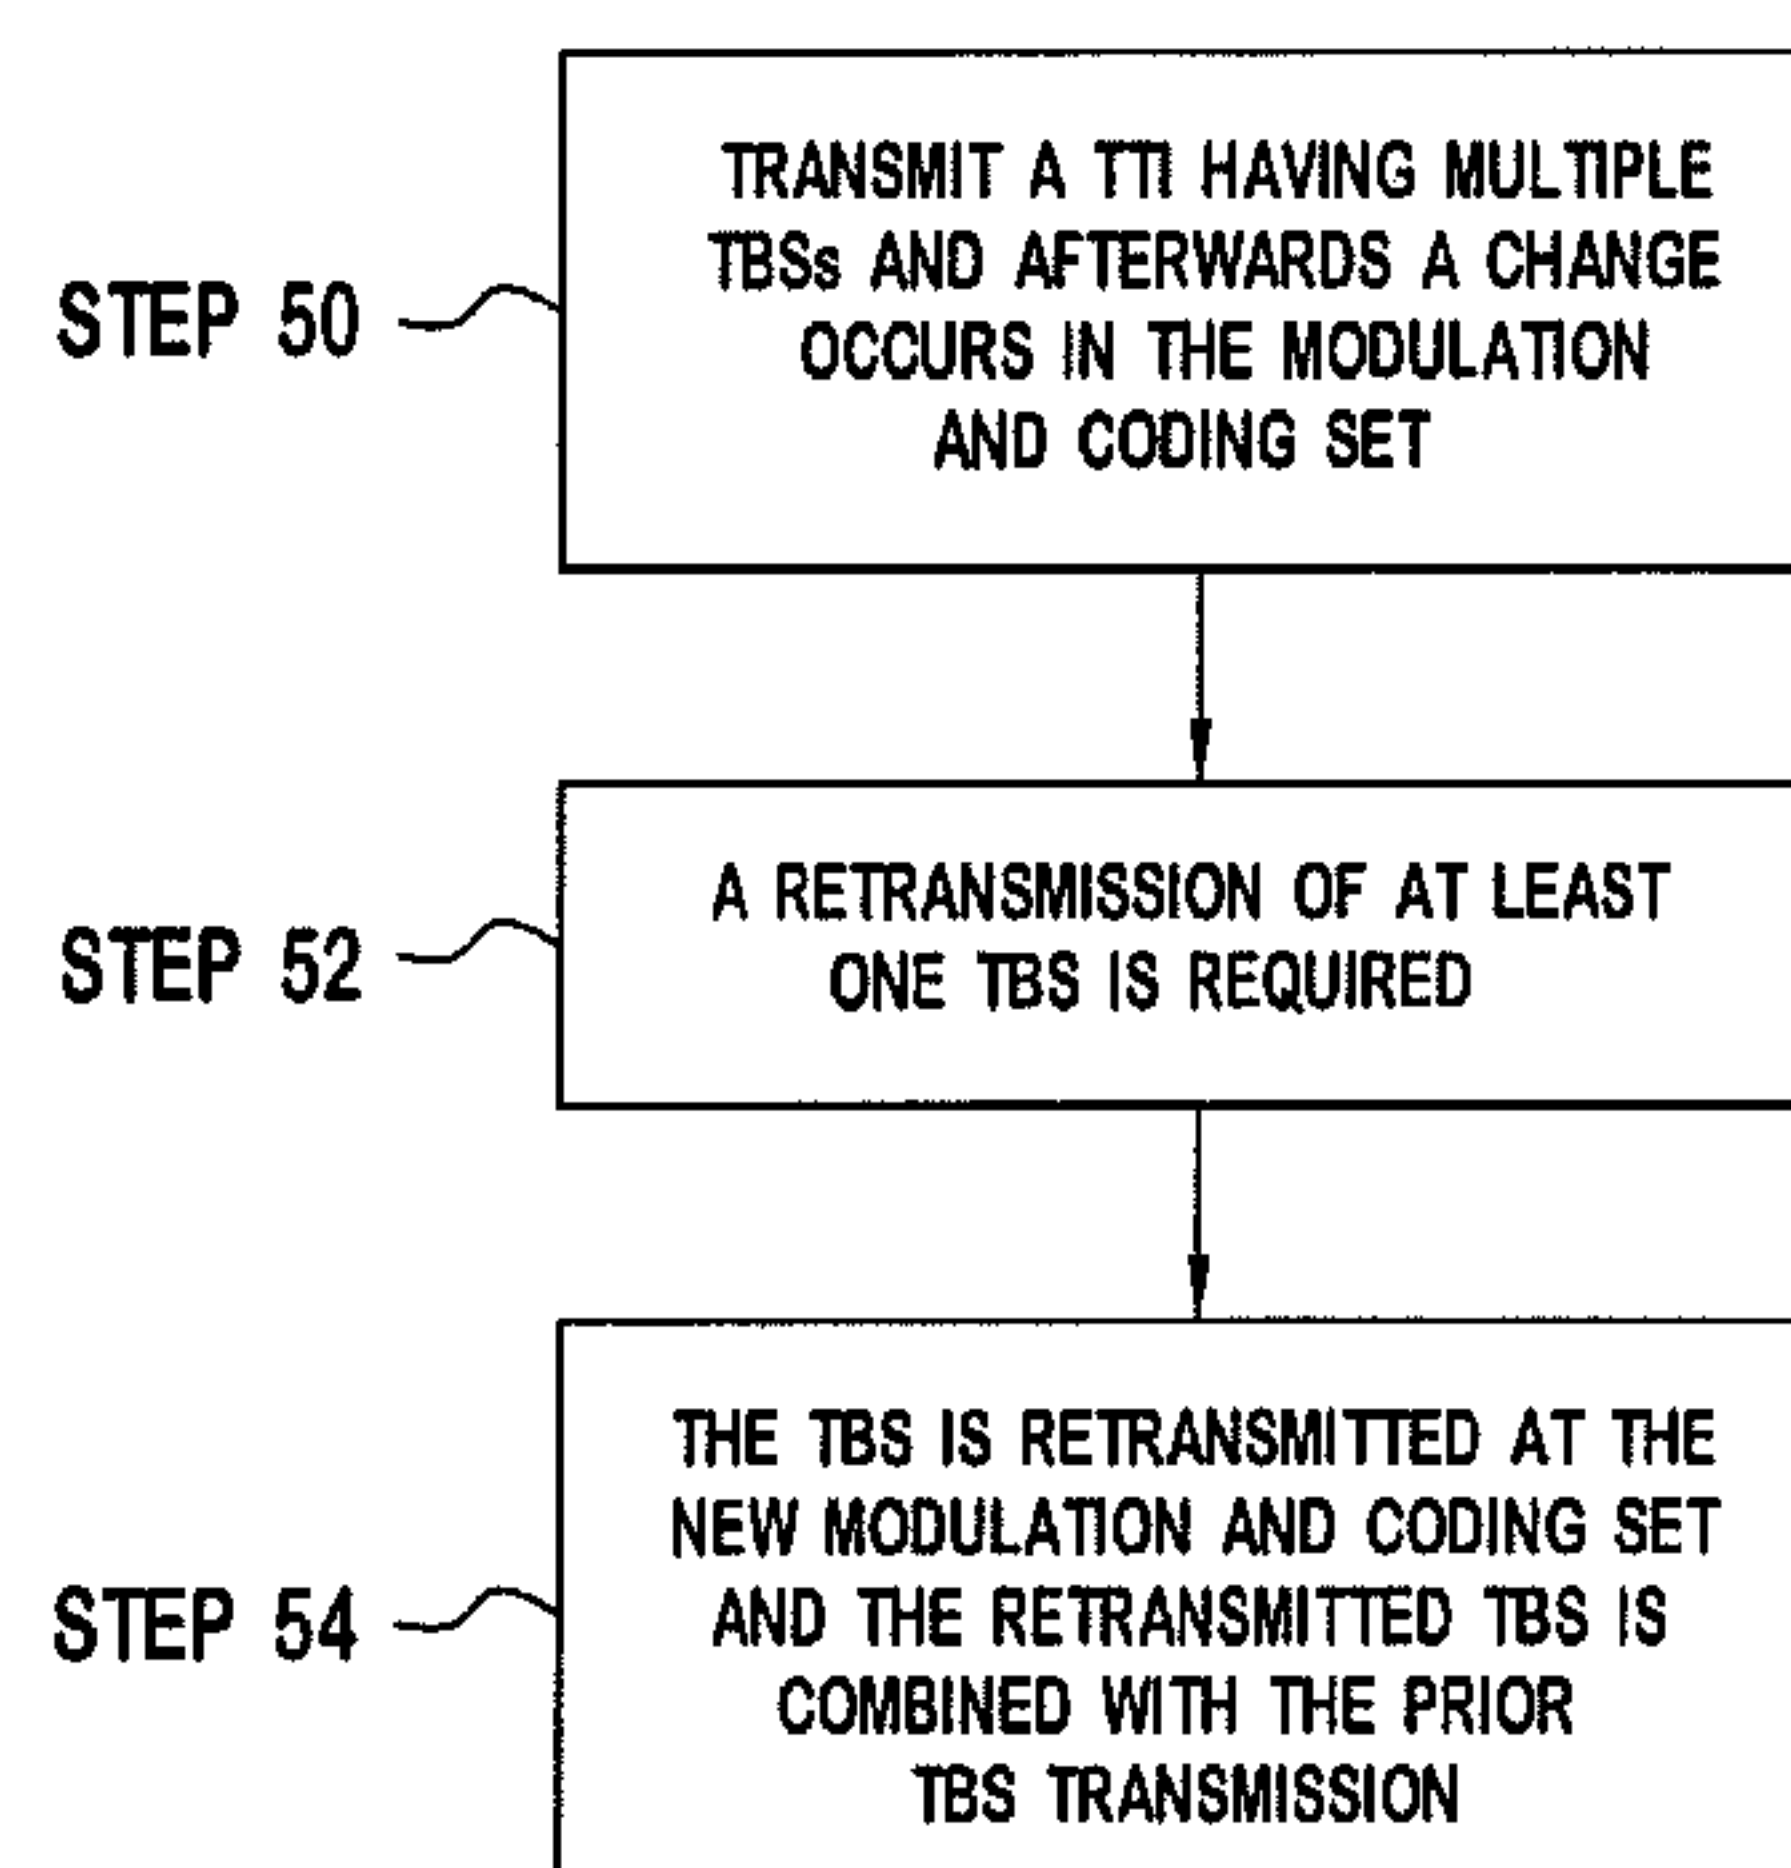 TRANSMIT A TTI HAVING MULTIPLE
TBSs AND AFTERWARDS A CHANGE
OCCURS IN THE MODULATION
AND CODING SET
STEP 50
A RETRANSMISSION OF AT LEAST
ONE TBS IS REQUIRED
STEP 52
THE TBS IS RETRANSMITTED AT THE
NEW MODULATION AND CODING SET
AND THE RETRANSMITTED TBS IS
COMBINED WITH THE PRIOR
TBS TRANSMISSION
STEP 54